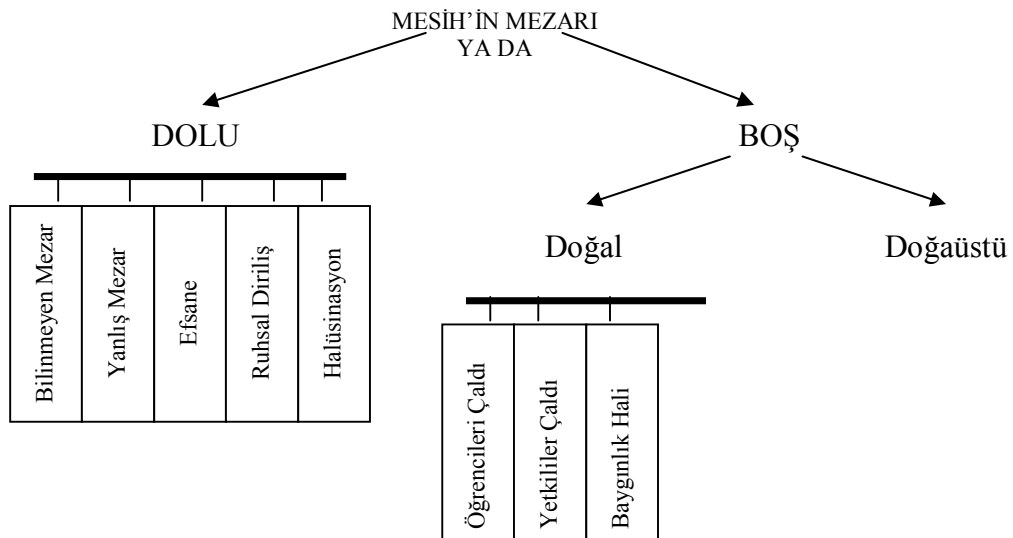 MESİH’İN MEZARI
YA DA
DOLU
BOŞ
Bilinmeyen Mezar
Yanlış Mezar
Efsane
Ruhsal Diriliş
Halüsinasyon
Doğal
Doğaüstü
Öğrencileri Çaldı
Yetkililer Çaldı
Baygınlık Hali